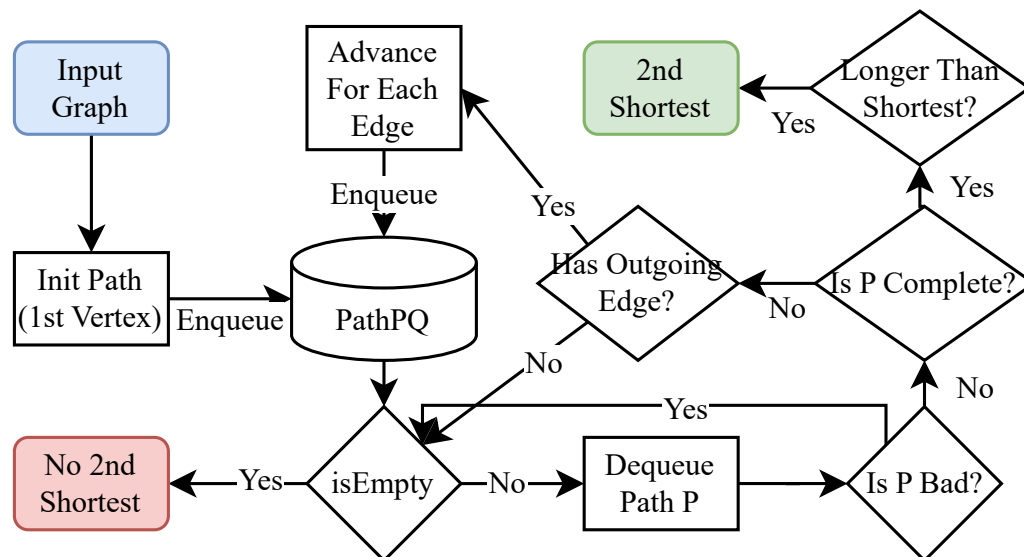 Input
Graph
Advance
For Each
Edge
2nd
Shortest
Longer Than
Shortest?
Yes
Enqueue
Yes
Yes
Init Path
(1st Vertex)
Enqueue
PathPQ
Has Outgoing
Edge?
No
Is P Complete?
No
No
Yes
No 2nd
Shortest
Yes
isEmpty
No
Dequeue
Path P
Is P Bad?